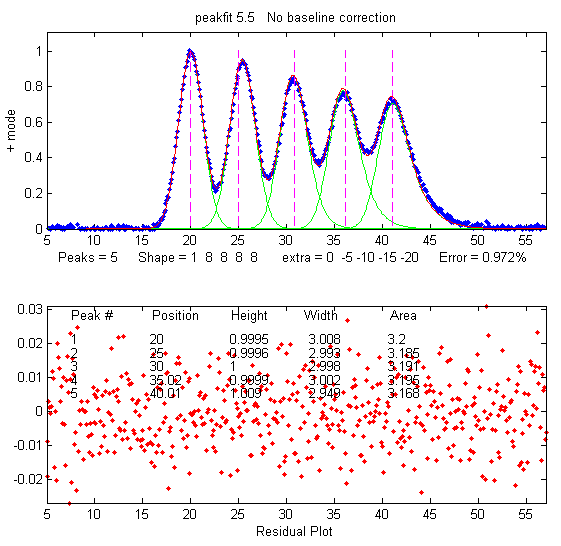 peakfit 5.5   No baseline correction
+ mode
1
0.8
0.6
0.4
0.2
0
5 10 15 20 25 30 35 40 45 50 55
Peaks = 5   Shape = 1 8 8 8 8   extra = 0 -5 -10 -15 -20   Error = 0.972%
0.03
0.02
0.01
0
-0.01
-0.02
Peak # Position Height Width Area
1 20 0.9995 3.008 3.2
2 25 0.9996 2.993 3.185
3 30 1 2.998 3.191
4 35.02 0.9999 3.002 3.195
5 40.01 1.009 2.949 3.168
5 10 15 20 25 30 35 40 45 50 55
Residual Plot